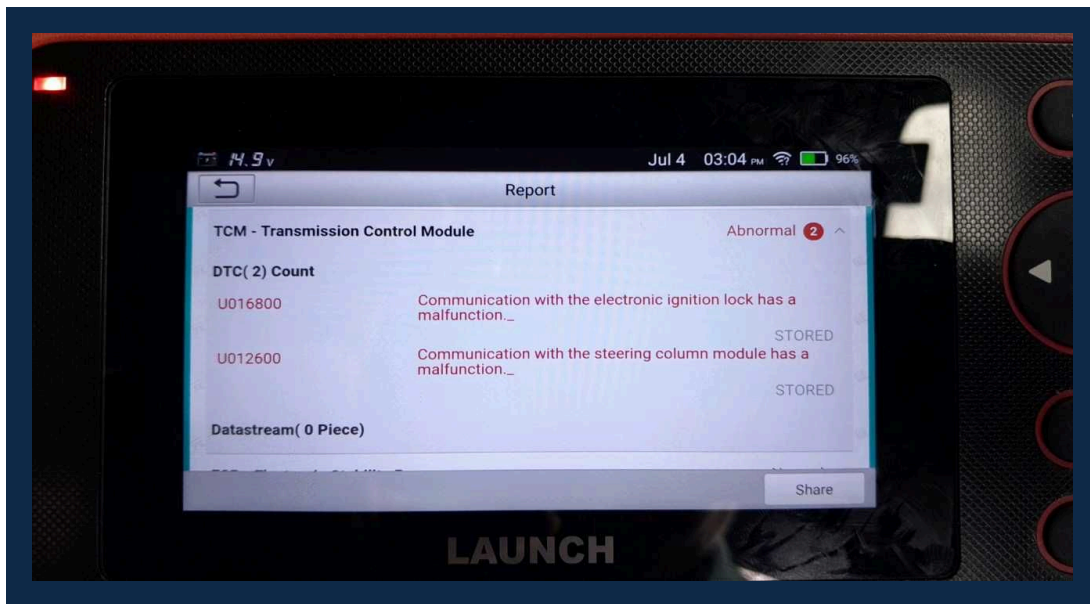 14.9 v Jul 4 03:04 PM 96%
Report
TCM - Transmission Control Module Abnormal 2
DTC( 2) Count
U016800 Communication with the electronic ignition lock has a
malfunction._
STORED
U012600 Communication with the steering column module has a
malfunction._
STORED
Datastream( 0 Piece)
Share
LAUNCH